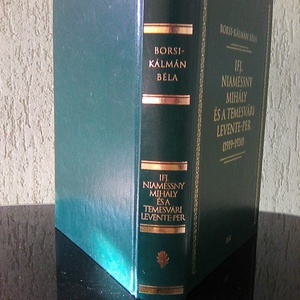 BORSI-
KÁLMÁN
BÉLA
IFJ.
NIAMESSNY
MIHÁLY
ÉS A
TEMESVÁRI
LEVENTE-PER
BORSI-KÁLMÁN BÉLA
IFJ.
NIAMESSNY
MIHÁLY
ÉS A TEMESVÁRI
LEVENTE-PER
(1919-1921)